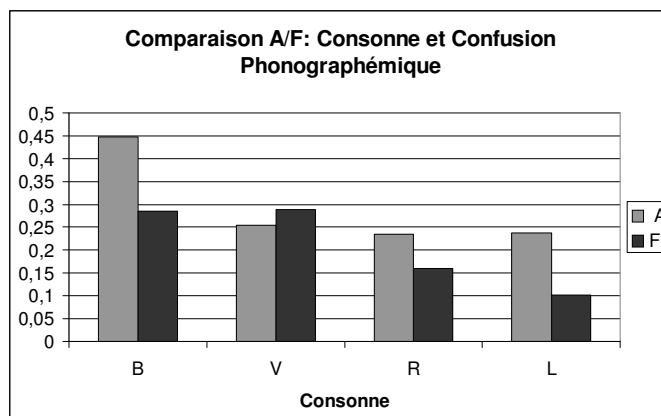 Comparaison A/F: Consonne et Confusion
Phonographémique
0,5
0,45
0,4
0,35
0,3
0,25
0,2
0,15
0,1
0,05
0
B V R L
Consonne
A
F